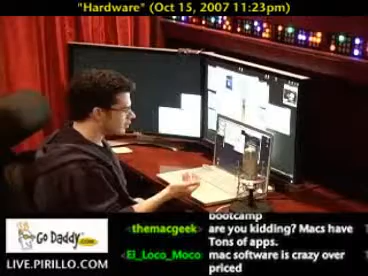 "Hardware" (Oct 15, 2007 11:23pm)
bootcamp
<themacgeek> are you kidding? Macs have
Tons of apps.
<El_Loco_Moco> mac software is crazy over
priced
Go Daddy.com
LIVE.PIRILLO.COM